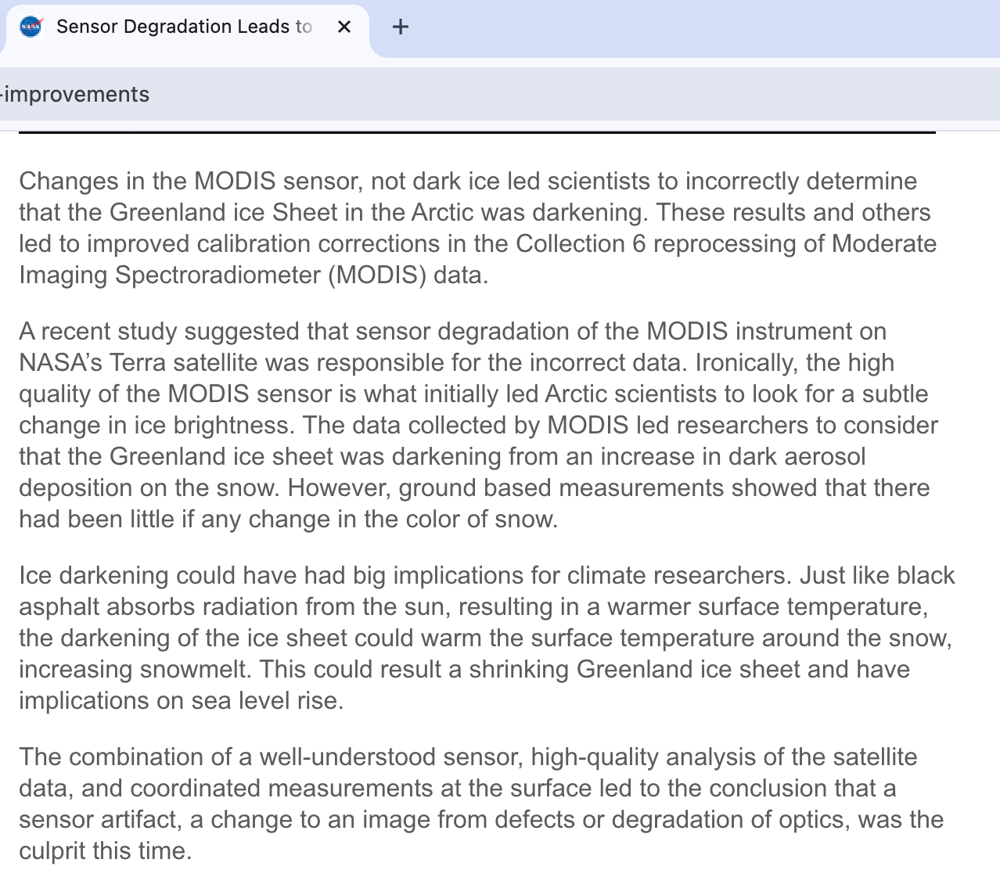 Sensor Degradation Leads to
-improvements
Changes in the MODIS sensor, not dark ice led scientists to incorrectly determine
that the Greenland ice Sheet in the Arctic was darkening. These results and others
led to improved calibration corrections in the Collection 6 reprocessing of Moderate
Imaging Spectroradiometer (MODIS) data.
A recent study suggested that sensor degradation of the MODIS instrument on
NASA’s Terra satellite was responsible for the incorrect data. Ironically, the high
quality of the MODIS sensor is what initially led Arctic scientists to look for a subtle
change in ice brightness. The data collected by MODIS led researchers to consider
that the Greenland ice sheet was darkening from an increase in dark aerosol
deposition on the snow. However, ground based measurements showed that there
had been little if any change in the color of snow.
Ice darkening could have had big implications for climate researchers. Just like black
asphalt absorbs radiation from the sun, resulting in a warmer surface temperature,
the darkening of the ice sheet could warm the surface temperature around the snow,
increasing snowmelt. This could result a shrinking Greenland ice sheet and have
implications on sea level rise.
The combination of a well-understood sensor, high-quality analysis of the satellite
data, and coordinated measurements at the surface led to the conclusion that a
sensor artifact, a change to an image from defects or degradation of optics, was the
culprit this time.